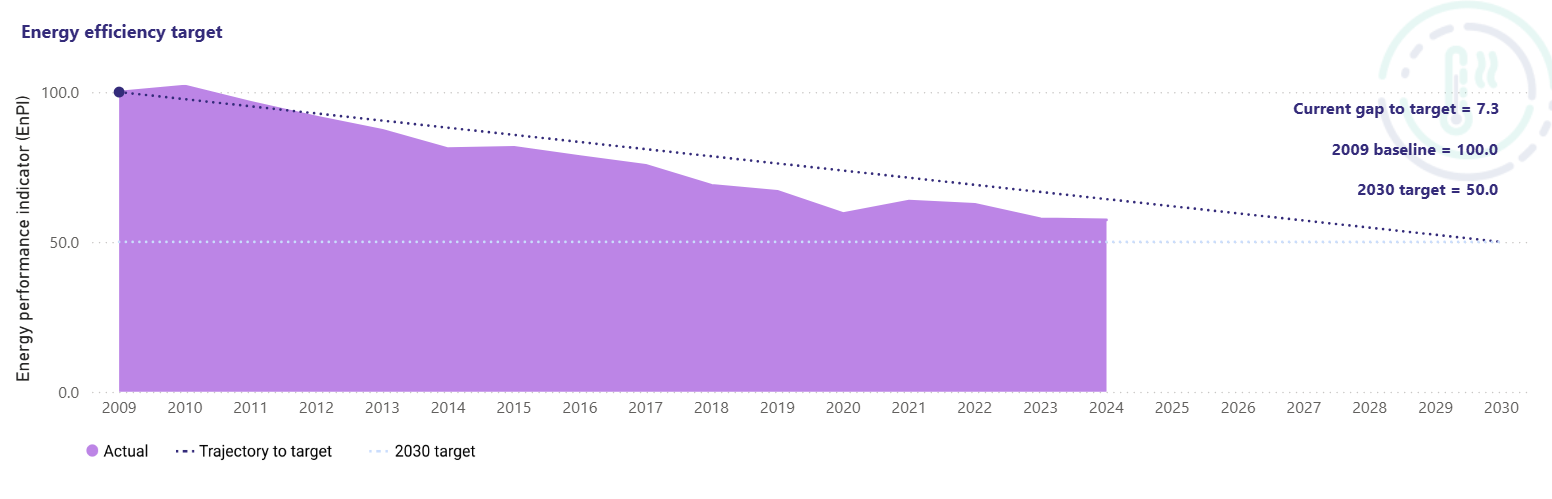 Energy efficiency target
Energy performance indicator (EnPI)
100.0
50.0
0.0
Current gap to target = 7.3
2009 baseline = 100.0
2030 target = 50.0
2009 2010 2011 2012 2013 2014 2015 2016 2017 2018 2019 2020 2021 2022 2023 2024 2025 2026 2027 2028 2029 2030
Actual Trajectory to target 2030 target